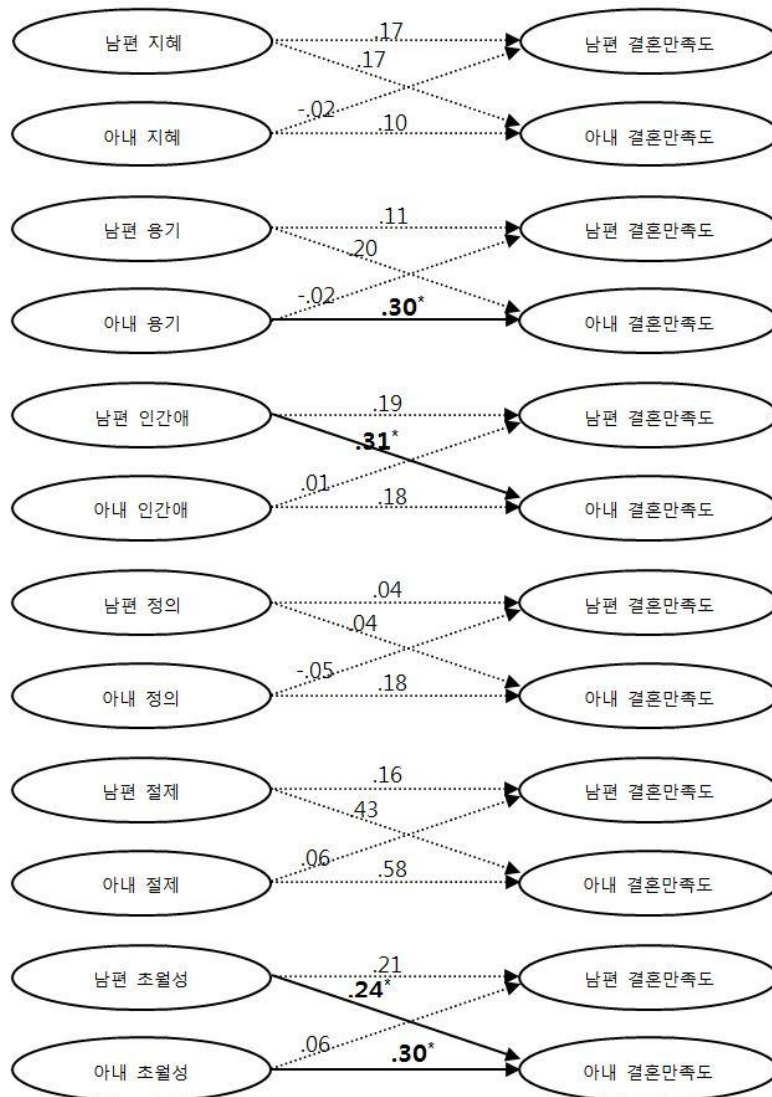 남편 지혜 .17 남편 결혼만족도
.17
-.02
아내 지혜 .10 아내 결혼만족도
남편 용기 .11 남편 결혼만족도
.20
-.02
아내 용기 .30* 아내 결혼만족도
남편 인간애 .19 남편 결혼만족도
.31*
.01
아내 인간애 .18 아내 결혼만족도
남편 정의 .04 남편 결혼만족도
.04
-.05
아내 정의 .18 아내 결혼만족도
남편 절제 .16 남편 결혼만족도
.43
.06
아내 절제 .58 아내 결혼만족도
남편 초월성 .21 남편 결혼만족도
.24*
.06
아내 초월성 .30* 아내 결혼만족도